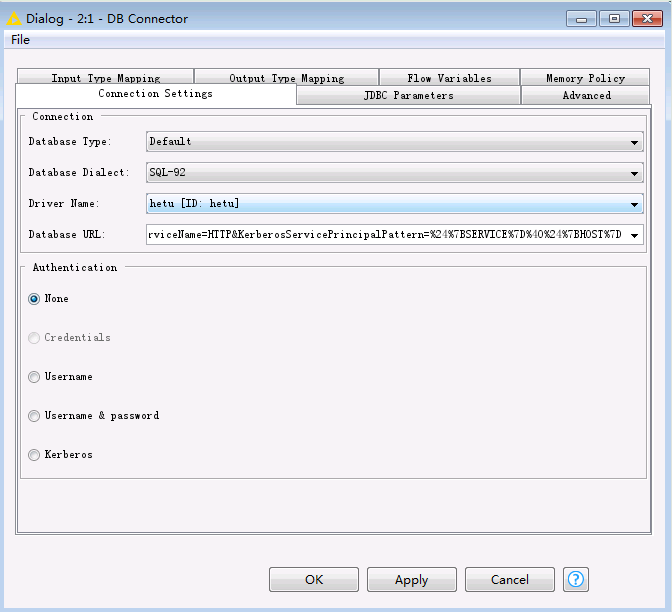 Dialog - 2:1 - DB Connector
File
Input Type Mapping Output Type Mapping Flow Variables Memory Policy
Connection Settings JDBC Parameters Advanced
Connection
Database Type: Default
Database Dialect: SQL-92
Driver Name: hetu [ID: hetu]
Database URL: rviceName=HTTP&KerberosServicePrincipalPattern=%24%7BSERVICE%7D%40%24%7BHOST%7D
Authentication
None
Credentials
Username
Username & password
Kerberos
OK Apply Cancel ?